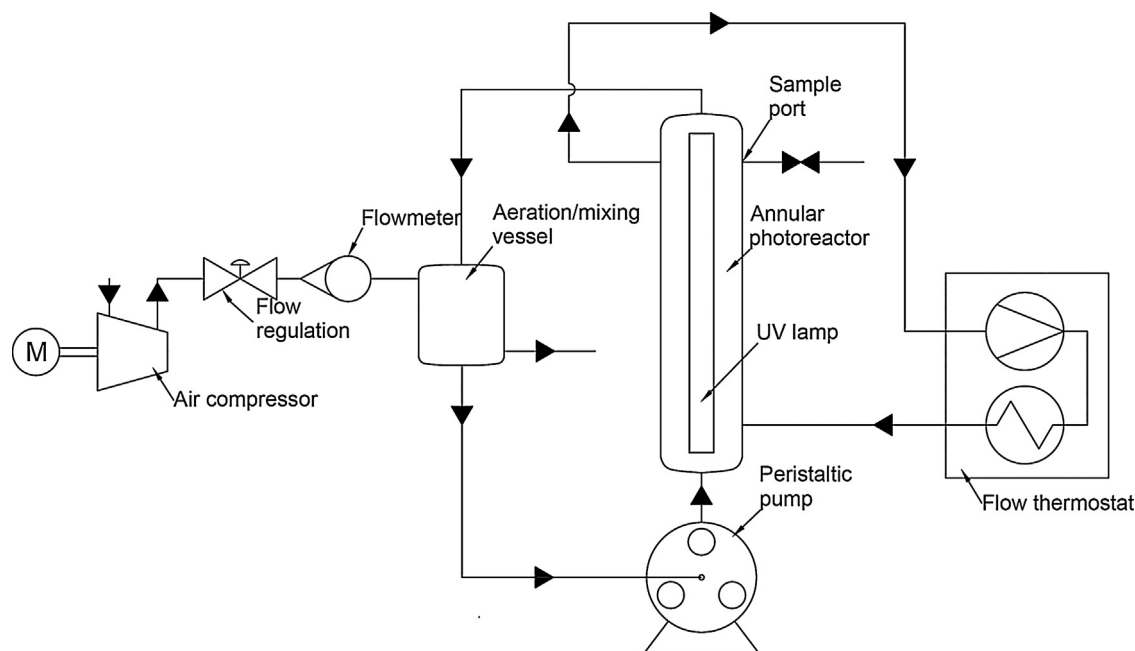 Sample
port
Flowmeter
Aeration/mixing
vessel
Annular
photoreactor
Flow
regulation
M
UV lamp
Air compressor
Peristaltic
pump
Flow thermostat